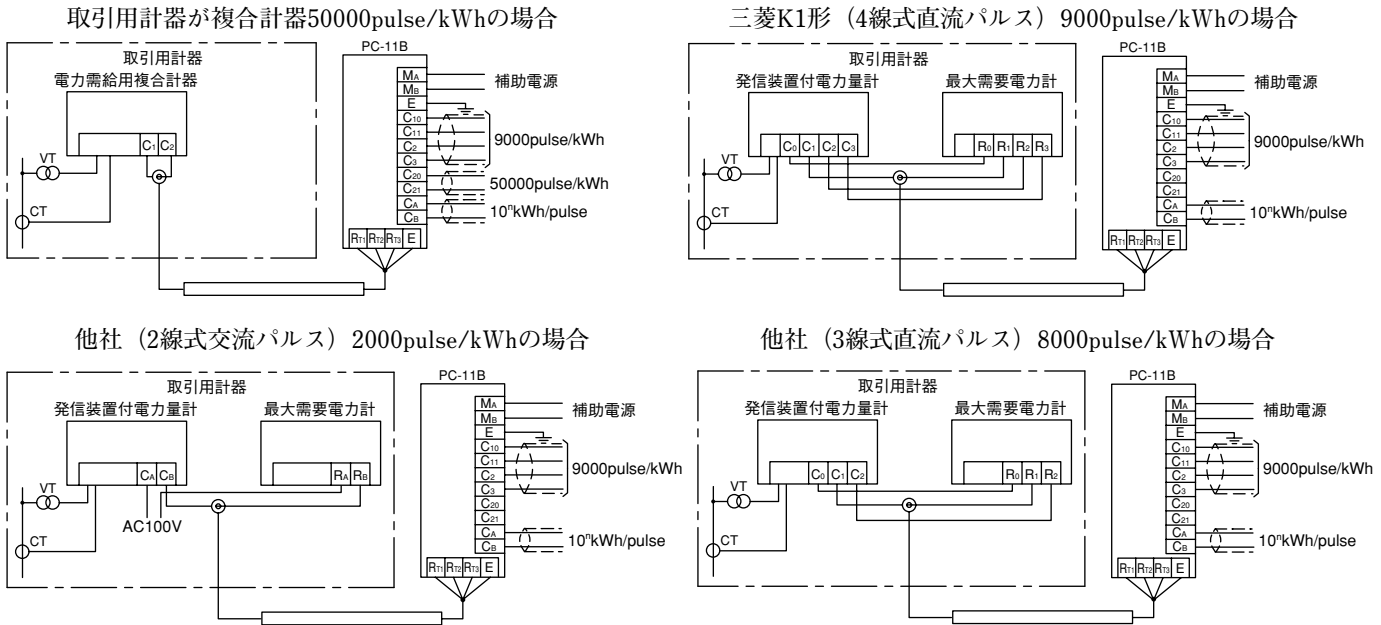 取引用計器が複合計器50000pulse/kWhの場合
PC-11B
取引用計器
電力需給用複合計器
C1 C2
VT
CT
MA
MB
E
C10
C11
C2
C3
C20
C21
CA
CB
補助電源
9000pulse/kWh
50000pulse/kWh
10ⁿkWh/pulse
RT1 RT2 RT3 E
三菱K1形（4線式直流パルス）9000pulse/kWhの場合
PC-11B
取引用計器
発信装置付電力量計
最大需要電力計
C0 C1 C2 C3
R0 R1 R2 R3
VT
CT
MA
MB
E
C10
C11
C2
C3
C20
C21
CA
CB
補助電源
9000pulse/kWh
10ⁿkWh/pulse
RT1 RT2 RT3 E
他社（2線式交流パルス）2000pulse/kWhの場合
PC-11B
取引用計器
発信装置付電力量計
最大需要電力計
CA CB
RA RB
VT
AC100V
CT
MA
MB
E
C10
C11
C2
C3
C20
C21
CA
CB
補助電源
9000pulse/kWh
10ⁿkWh/pulse
RT1 RT2 RT3 E
他社（3線式直流パルス）8000pulse/kWhの場合
PC-11B
取引用計器
発信装置付電力量計
最大需要電力計
C0 C1 C2
R0 R1 R2
VT
CT
MA
MB
E
C10
C11
C2
C3
C20
C21
CA
CB
補助電源
9000pulse/kWh
10ⁿkWh/pulse
RT1 RT2 RT3 E